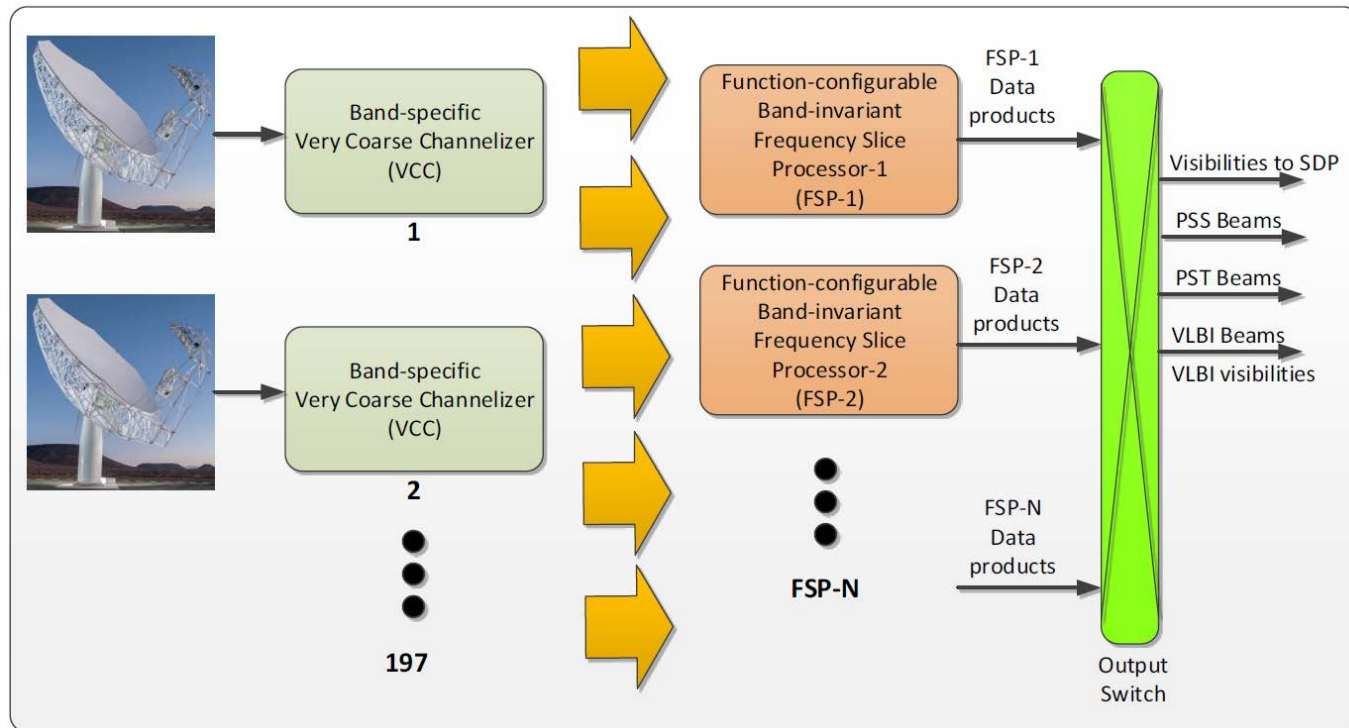 Band-specific
Very Coarse Channelizer
(VCC)
1
Band-specific
Very Coarse Channelizer
(VCC)
2
197
Function-configurable
Band-invariant
Frequency Slice
Processor-1
(FSP-1)
Function-configurable
Band-invariant
Frequency Slice
Processor-2
(FSP-2)
FSP-N
FSP-1
Data
products
FSP-2
Data
products
FSP-N
Data
products
Output
Switch
Visibilities to SDP
PSS Beams
PST Beams
VLBI Beams
VLBI visibilities